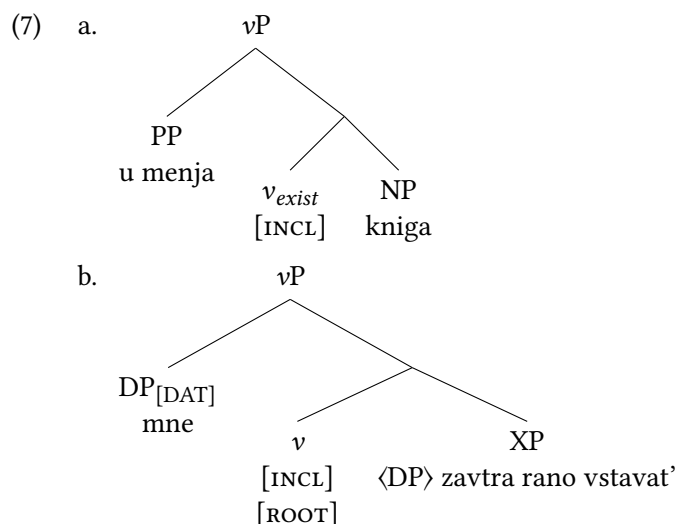 (7) a. vP
PP
u menja
v_exist NP
[INCL] kniga
b. vP
DP[DAT]
mne
v XP
[INCL] ⟨DP⟩ zavtra rano vstavat’
[ROOT]